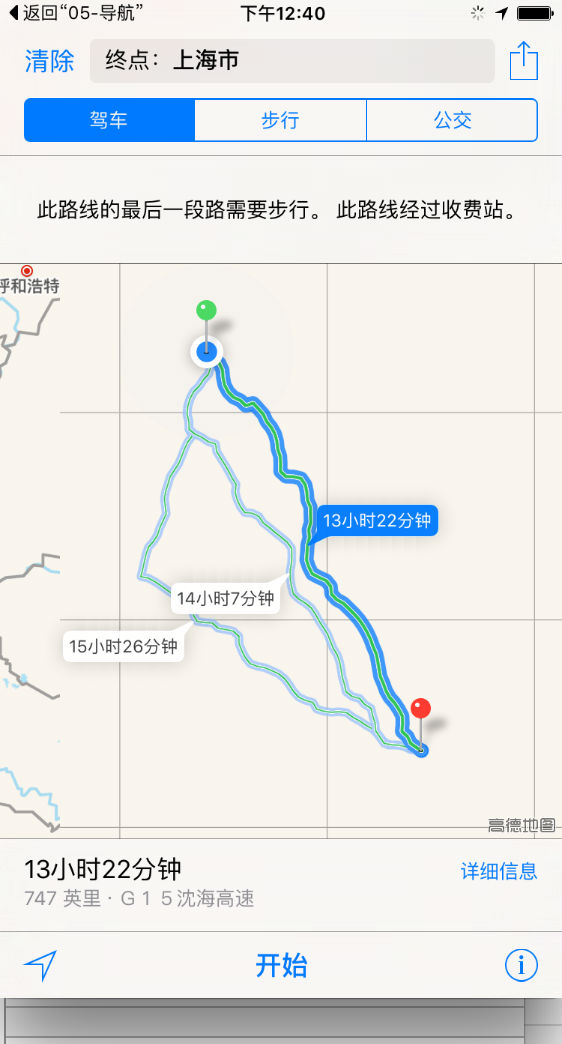 返回“05-导航”
下午12:40
清除
终点：上海市
驾车
步行
公交
此路线的最后一段路需要步行。 此路线经过收费站。
呼和浩特
13小时22分钟
14小时7分钟
15小时26分钟
高德地图
13小时22分钟
详细信息
747 英里 · Ｇ１５沈海高速
开始